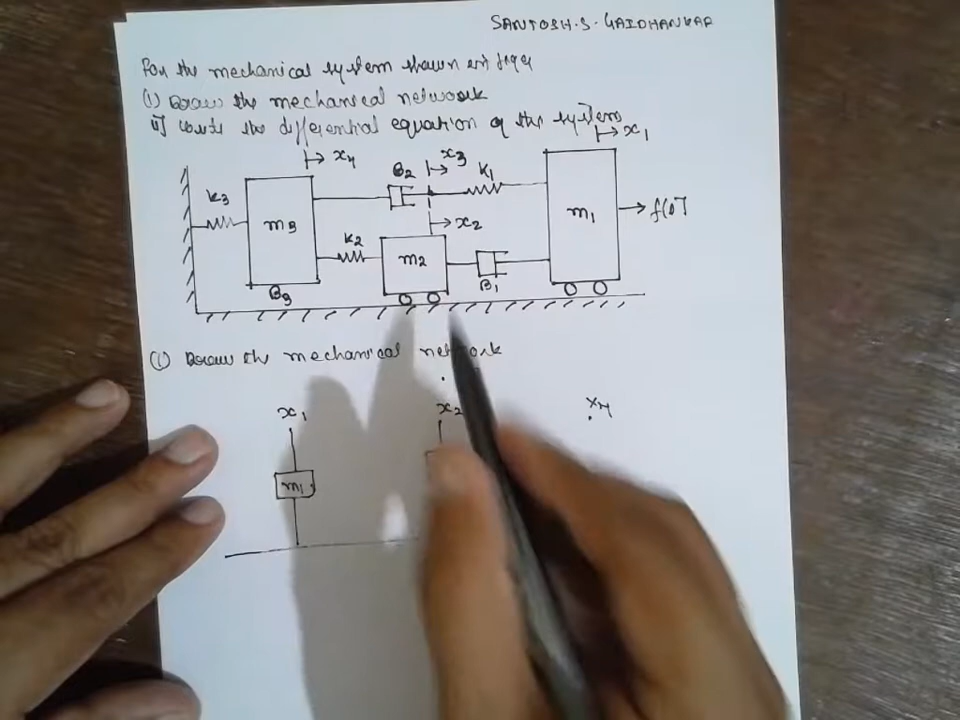 SANTOSH.S. GAIDHANKAR
For the mechanical system shown in
(i) Draw the mechanical network
ii] write the differential equation of the system
x4
B2
x3
k1
x1
k3
M3
k2
x2
M2
B1
M1
B3
(i) Draw the mechanical network
x1
x2
x4
M1